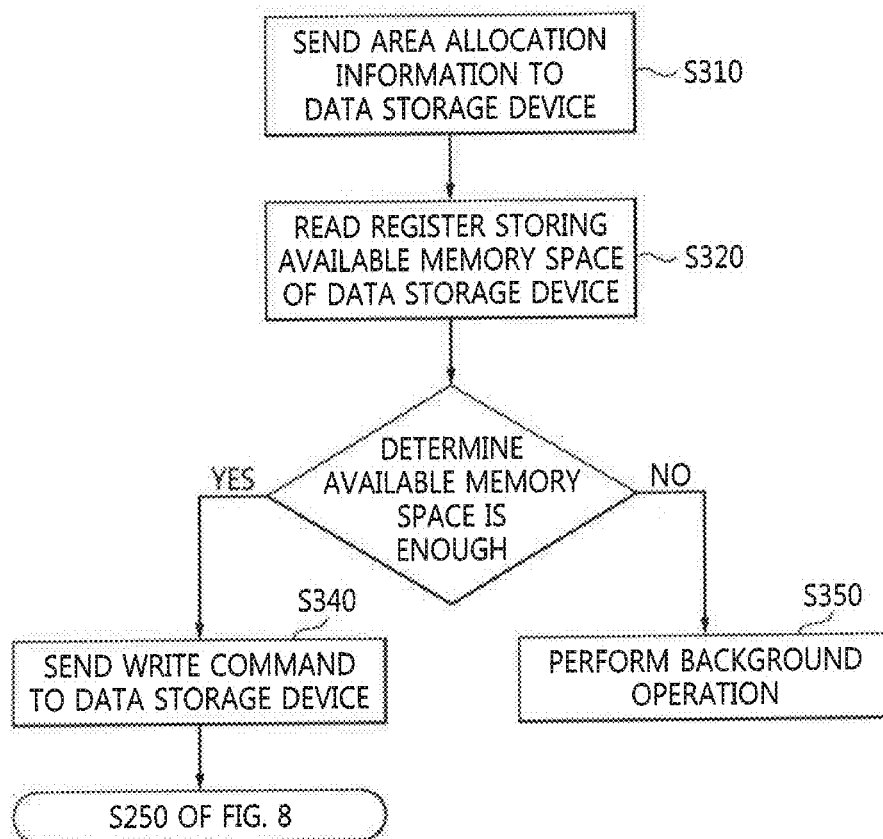 SEND AREA ALLOCATION
INFORMATION TO
DATA STORAGE DEVICE
S310
READ REGISTER STORING
AVAILABLE MEMORY SPACE
OF DATA STORAGE DEVICE
S320
DETERMINE
AVAILABLE MEMORY
SPACE IS
ENOUGH
YES
NO
S340
SEND WRITE COMMAND
TO DATA STORAGE DEVICE
S350
PERFORM BACKGROUND
OPERATION
S250 OF FIG. 8